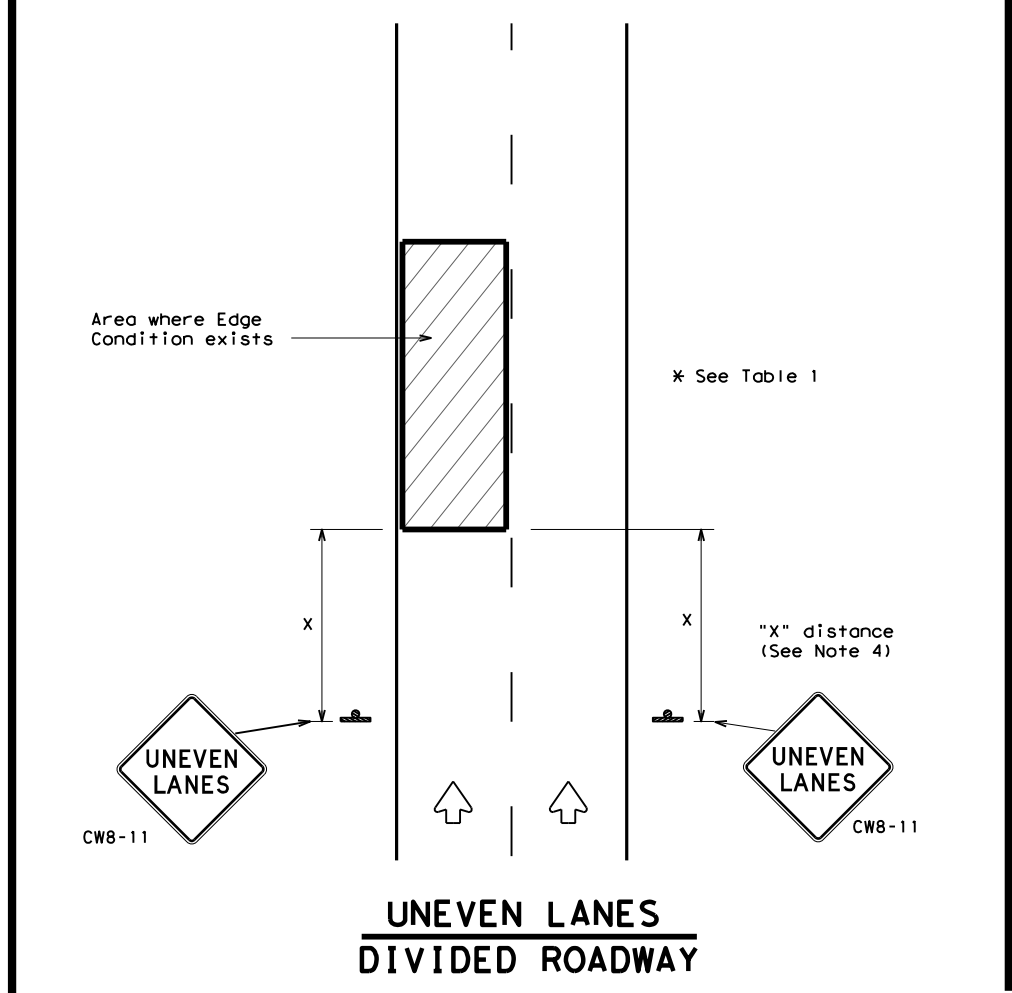 Area where Edge
Condition exists
* See Table 1
X
X
"X" distance
(See Note 4)
UNEVEN
LANES
CW8-11
UNEVEN
LANES
CW8-11
UNEVEN LANES
DIVIDED ROADWAY